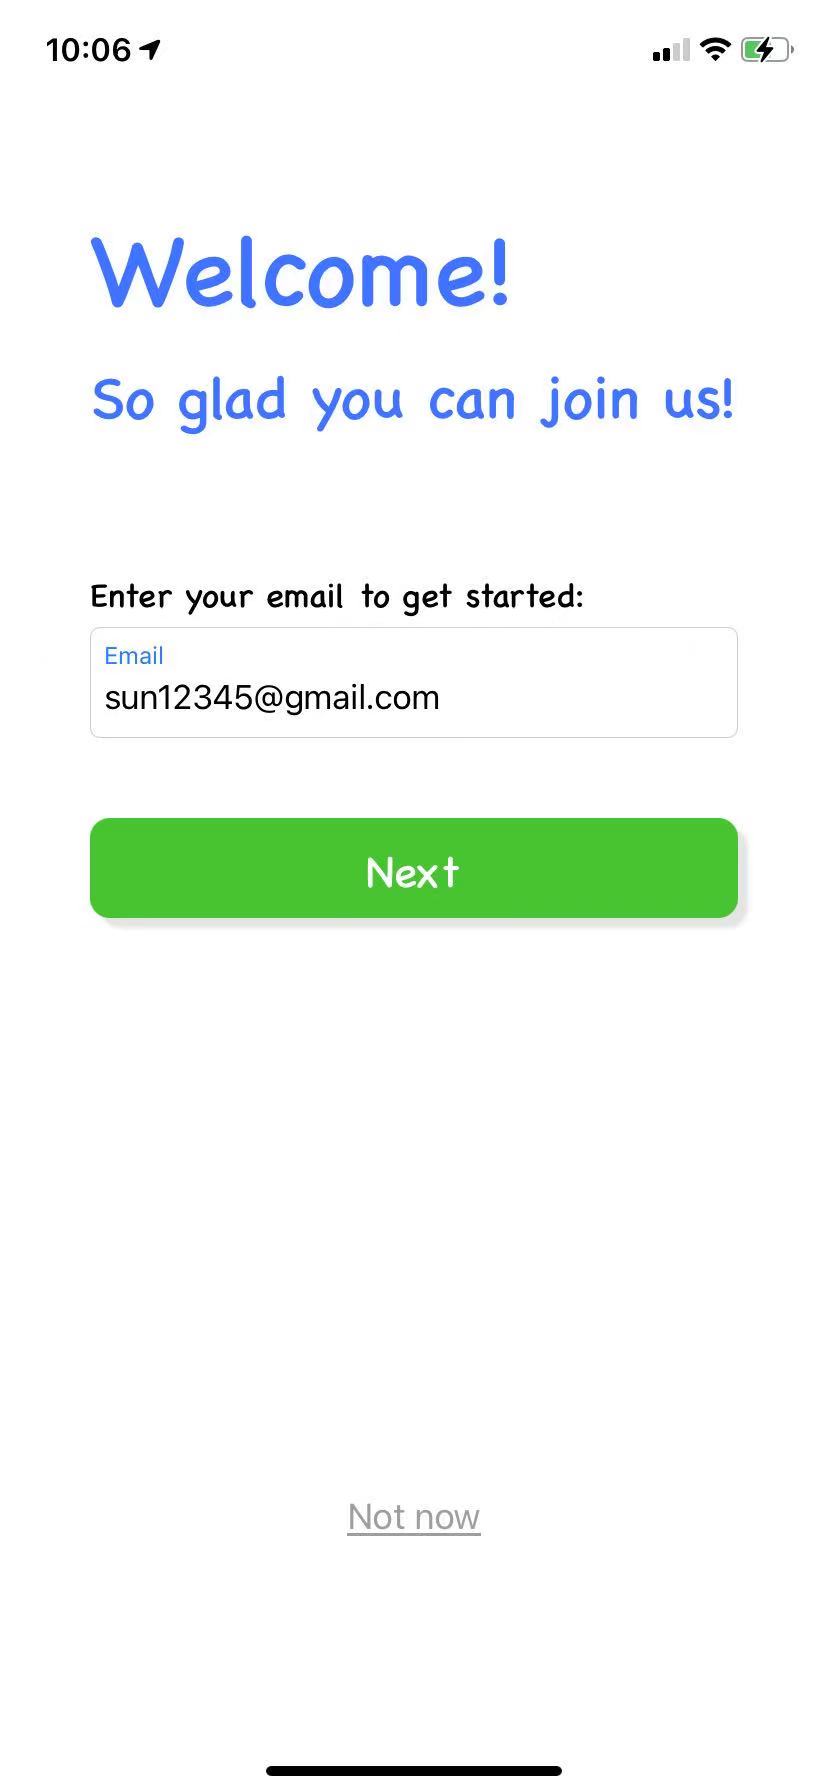 10:06
Welcome!
So glad you can join us!
Enter your email to get started:
Email
sun12345@gmail.com
Next
Not now